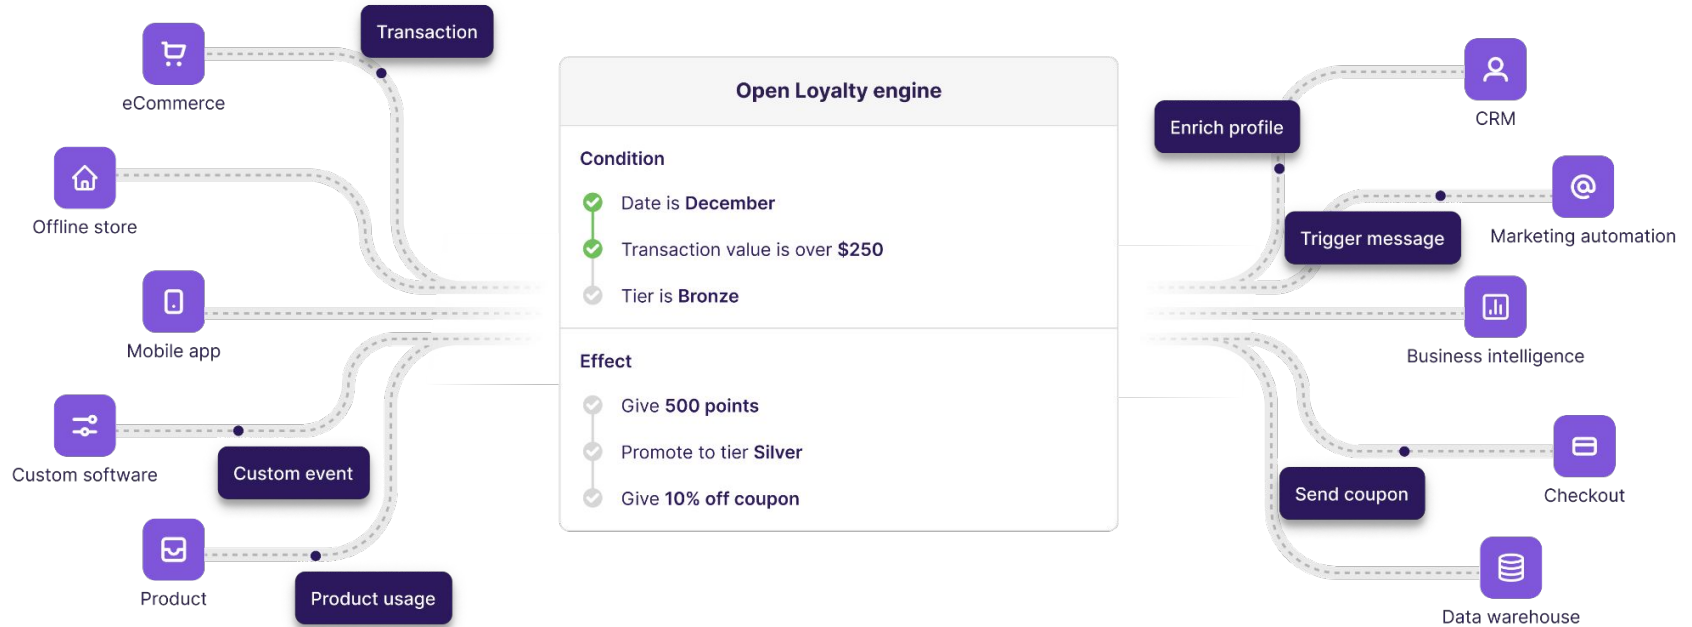 Transaction
eCommerce
Offline store
Mobile app
Custom software
Custom event
Product
Product usage
Open Loyalty engine
Condition
Date is December
Transaction value is over $250
Tier is Bronze
Effect
Give 500 points
Promote to tier Silver
Give 10% off coupon
CRM
Enrich profile
Marketing automation
Trigger message
Business intelligence
Checkout
Send coupon
Data warehouse